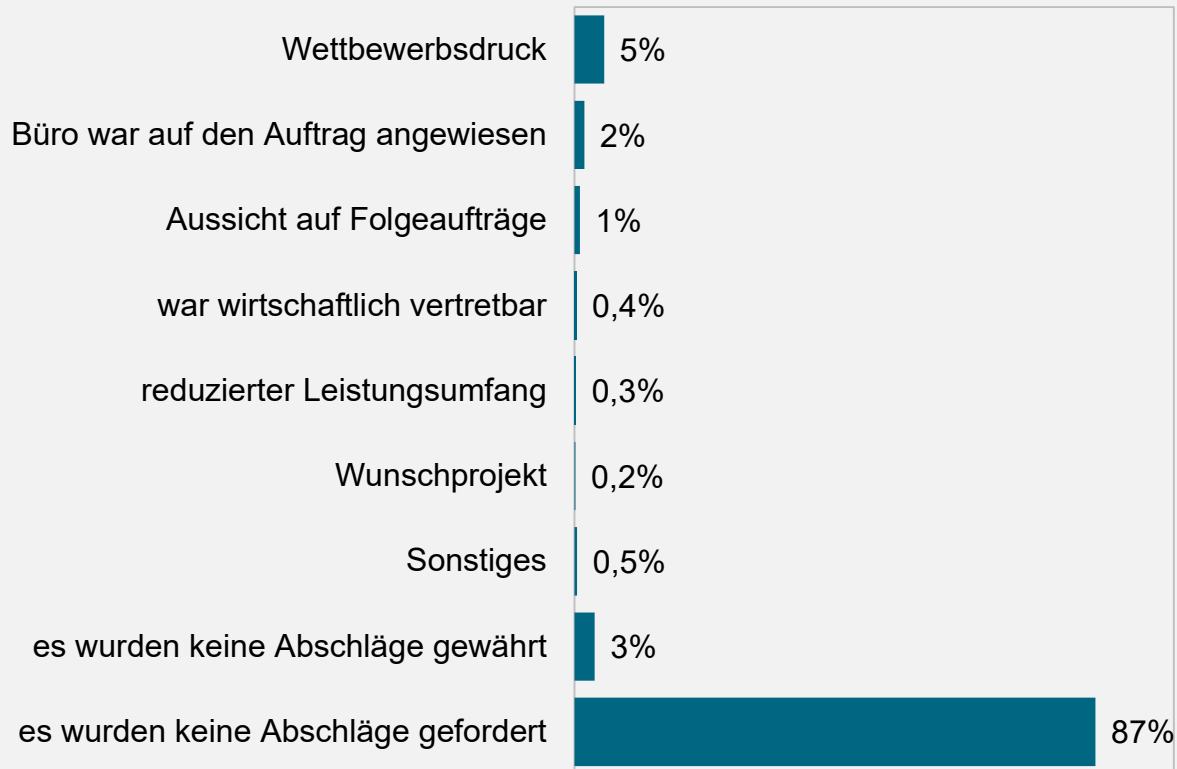 Wettbewerbsdruck 5%
Büro war auf den Auftrag angewiesen 2%
Aussicht auf Folgeaufträge 1%
war wirtschaftlich vertretbar 0,4%
reduzierter Leistungsumfang 0,3%
Wunschprojekt 0,2%
Sonstiges 0,5%
es wurden keine Abschläge gewährt 3%
es wurden keine Abschläge gefordert 87%